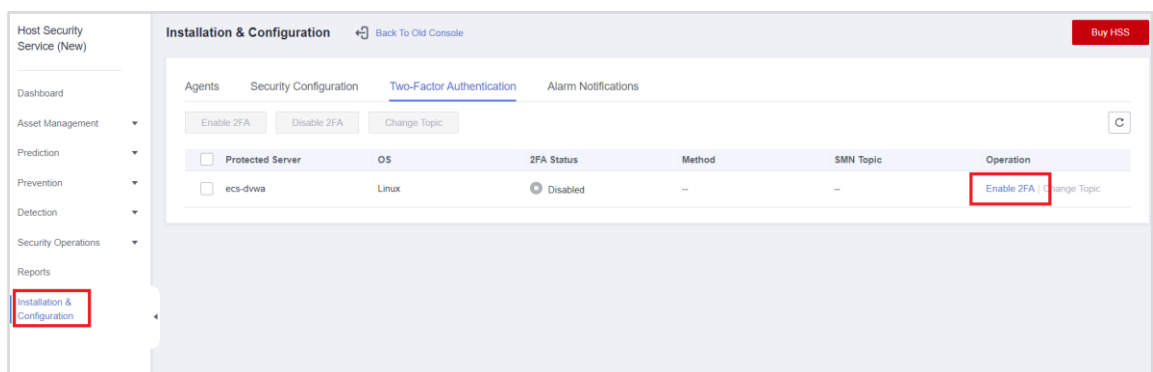 Host Security
Service (New)
Installation & Configuration Back To Old Console Buy HSS
Dashboard
Asset Management
Prediction
Prevention
Detection
Security Operations
Reports
Installation &
Configuration
Agents Security Configuration Two-Factor Authentication Alarm Notifications
Enable 2FA Disable 2FA Change Topic
Protected Server OS 2FA Status Method SMN Topic Operation
ecs-dvwa Linux Disabled -- -- Enable 2FA | Change Topic